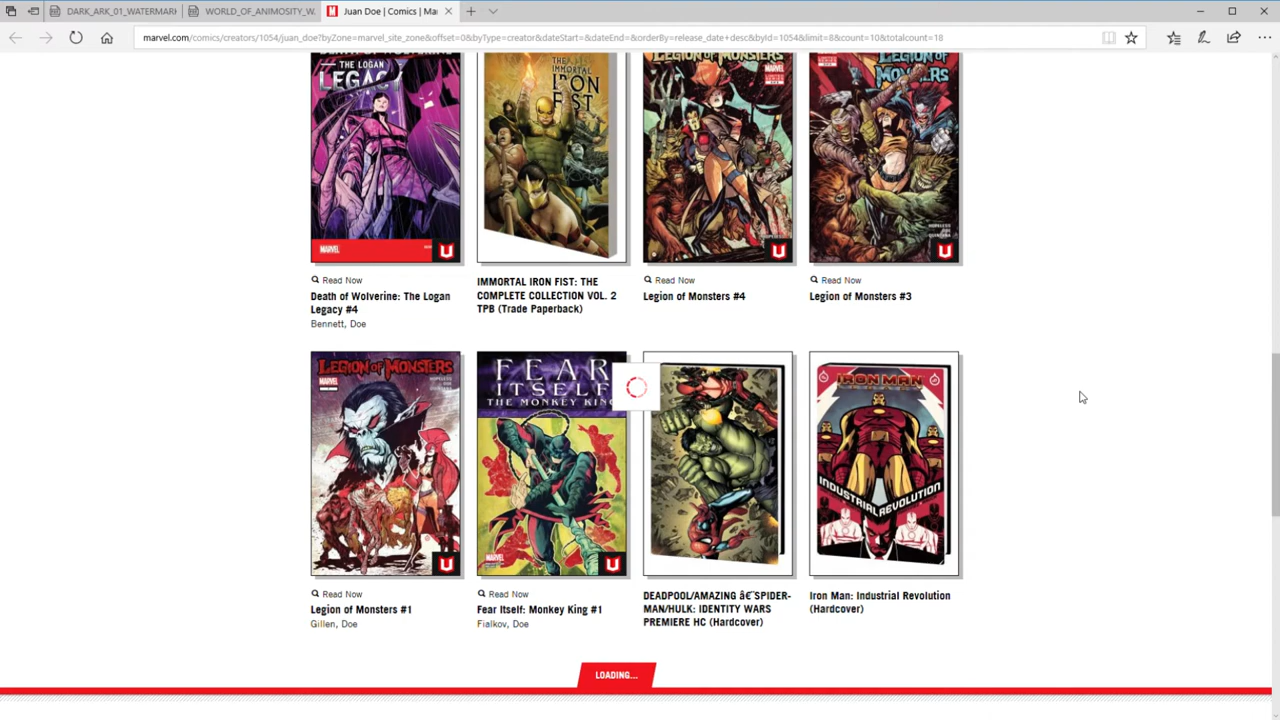 DARK_ARK_01_WATERMARK
WORLD_OF_ANIMOSITY_W.
Juan Doe | Comics | Ma
marvel.com/comics/creators/1054/juan_doe?byZone=marvel_site_zone&offset=0&byType=creator&dateStart=&dateEnd=&orderBy=release_date+desc&byId=1054&limit=8&count=10&totalcount=18
THE LOGAN
LEGACY
MARVEL
THE
IMMORTAL
IRON
FIST
LEGION OF MONSTERS
MARVEL
LEGION OF
MONSTERS
Read Now
Death of Wolverine: The Logan
Legacy #4
Bennett, Doe
IMMORTAL IRON FIST: THE
COMPLETE COLLECTION VOL. 2
TPB (Trade Paperback)
Read Now
Legion of Monsters #4
Read Now
Legion of Monsters #3
LEGION OF MONSTERS
MARVEL
FEAR
ITSELF
THE MONKEY KING
MARVEL
IRON MAN
INDUSTRIAL REVOLUTION
Read Now
Legion of Monsters #1
Gillen, Doe
Read Now
Fear Itself: Monkey King #1
Fialkov, Doe
DEADPOOL/AMAZING â€˜SPIDER-
MAN/HULK: IDENTITY WARS
PREMIERE HC (Hardcover)
Iron Man: Industrial Revolution
(Hardcover)
LOADING...